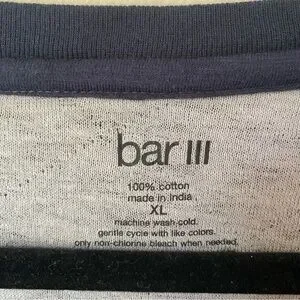 bar III
100% cotton
made in India.
XL
machine wash cold.
gentle cycle with like colors.
only non-chlorine bleach when needed.